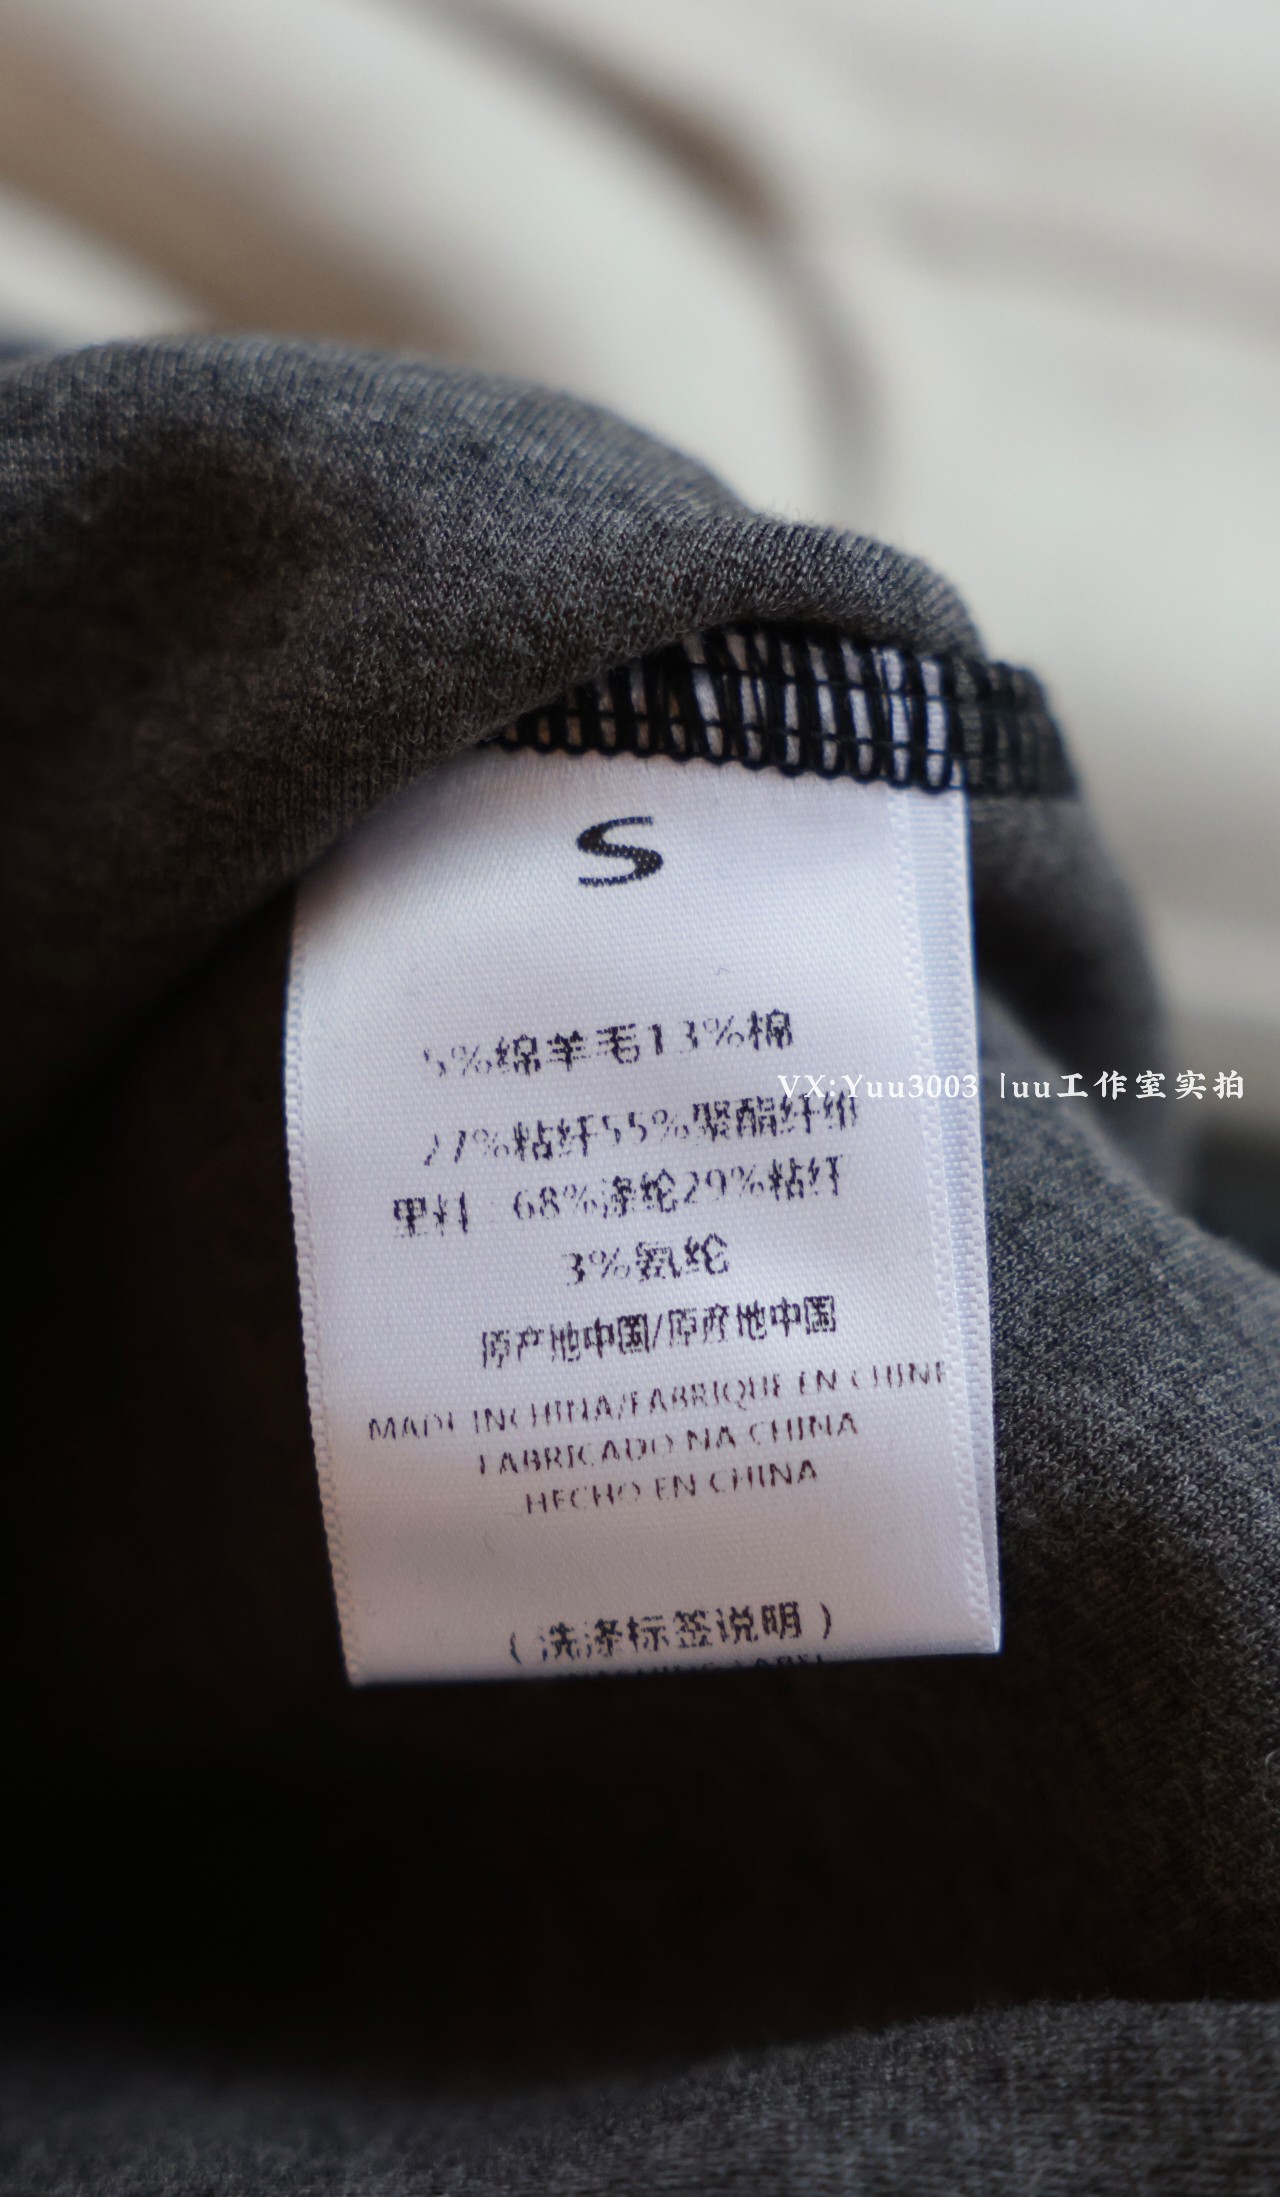 S
5%绵羊毛13%棉
27%粘纤55%聚酯纤维
里料 68%涤纶29%粘纤
3%氨纶
原产地中国/原产地中国
MADE IN CHINA/FABRIQUE EN CHINE
FABRICADO NA CHINA
HECHO EN CHINA
(洗涤标签说明)
WASHING LABEL
VX:Yuu3003 |uu工作室实拍